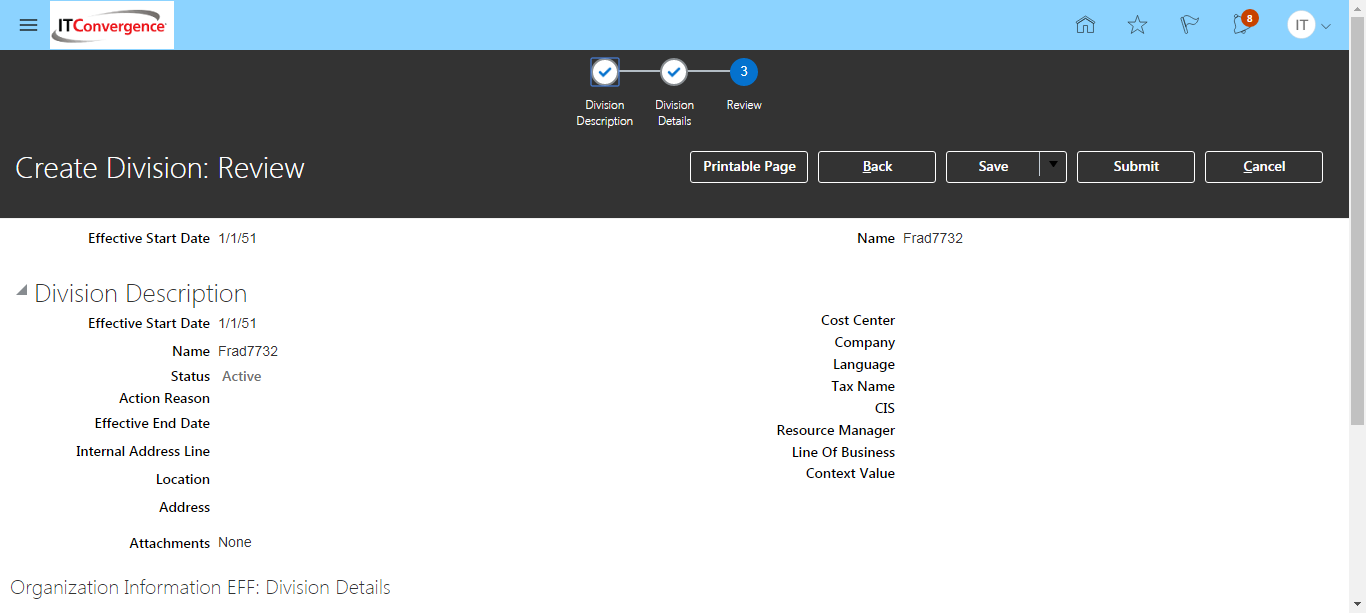 ITConvergence
8
IT
3
Division Description
Division Details
Review
Create Division: Review
Printable Page
Back
Save
Submit
Cancel
Effective Start Date 1/1/51
Name Frad7732
Division Description
Effective Start Date 1/1/51
Name Frad7732
Status Active
Action Reason
Effective End Date
Internal Address Line
Location
Address
Attachments None
Cost Center
Company
Language
Tax Name
CIS
Resource Manager
Line Of Business
Context Value
Organization Information EFF: Division Details